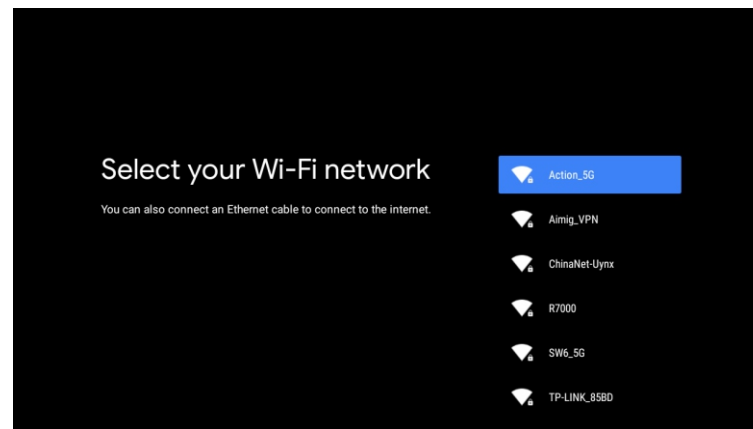 Select your Wi-Fi network
You can also connect an Ethernet cable to connect to the internet.
Action_5G
Aimig_VPN
ChinaNet-Uynx
R7000
SW6_5G
TP-LINK_85BD